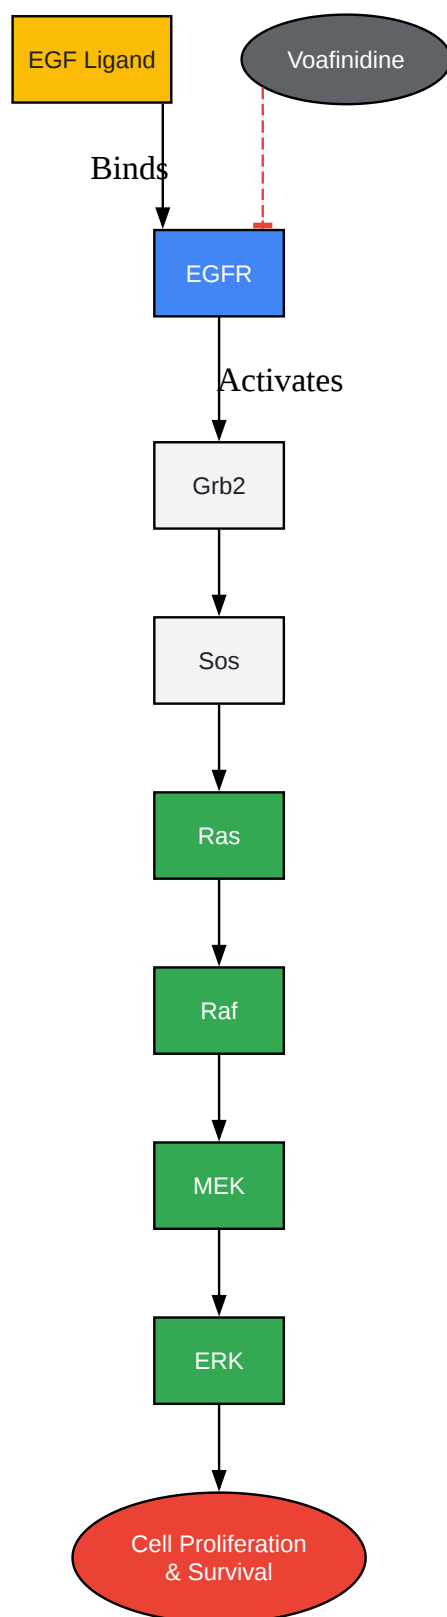 EGF Ligand
Voafinidine
Binds
EGFR
Activates
Grb2
Sos
Ras
Raf
MEK
ERK
Cell Proliferation
& Survival